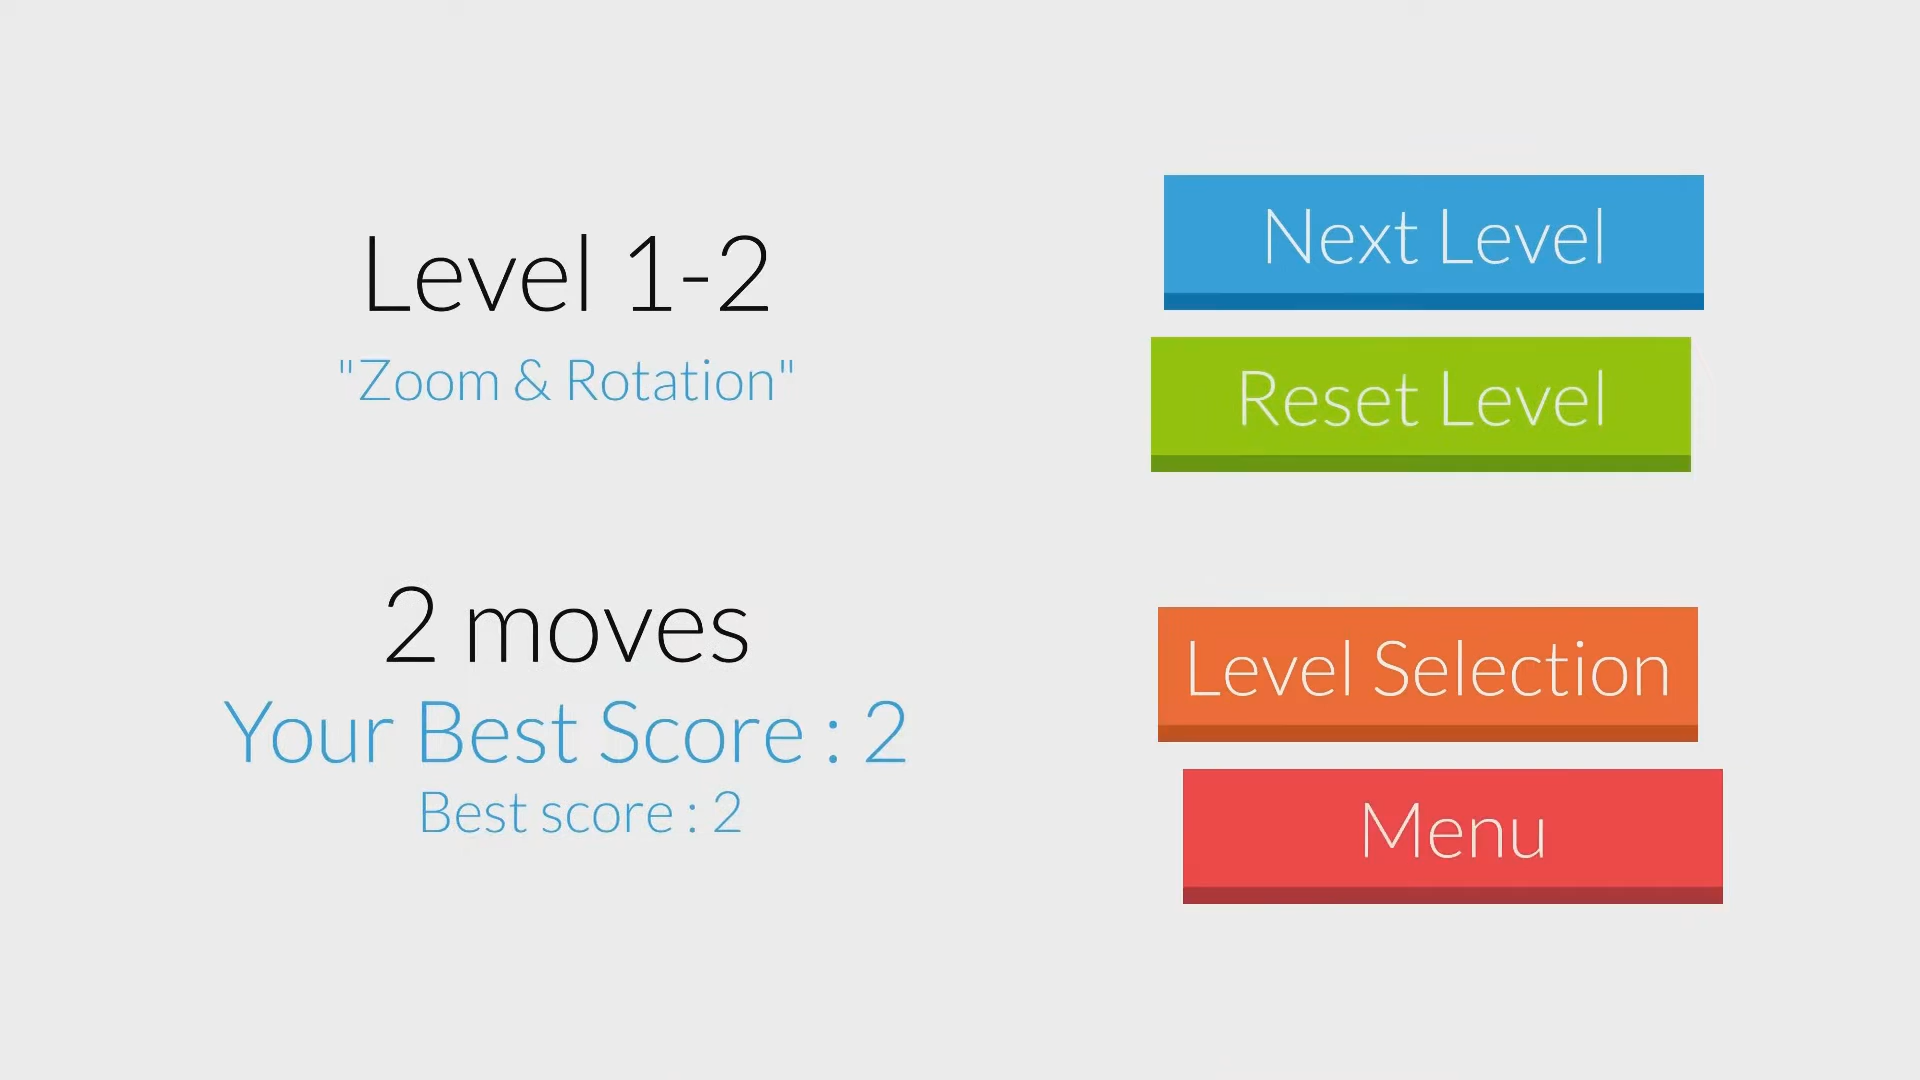 Level 1-2
"Zoom & Rotation"
2 moves
Your Best Score : 2
Best score : 2
Next Level
Reset Level
Level Selection
Menu